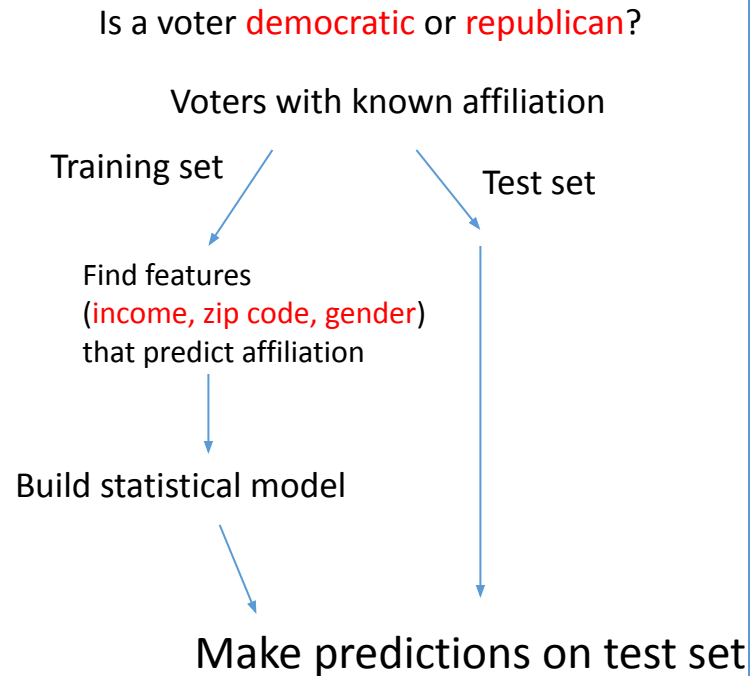 Is a voter democratic or republican?
Voters with known affiliation
Training set
Test set
Find features
(income, zip code, gender)
that predict affiliation
Build statistical model
Make predictions on test set